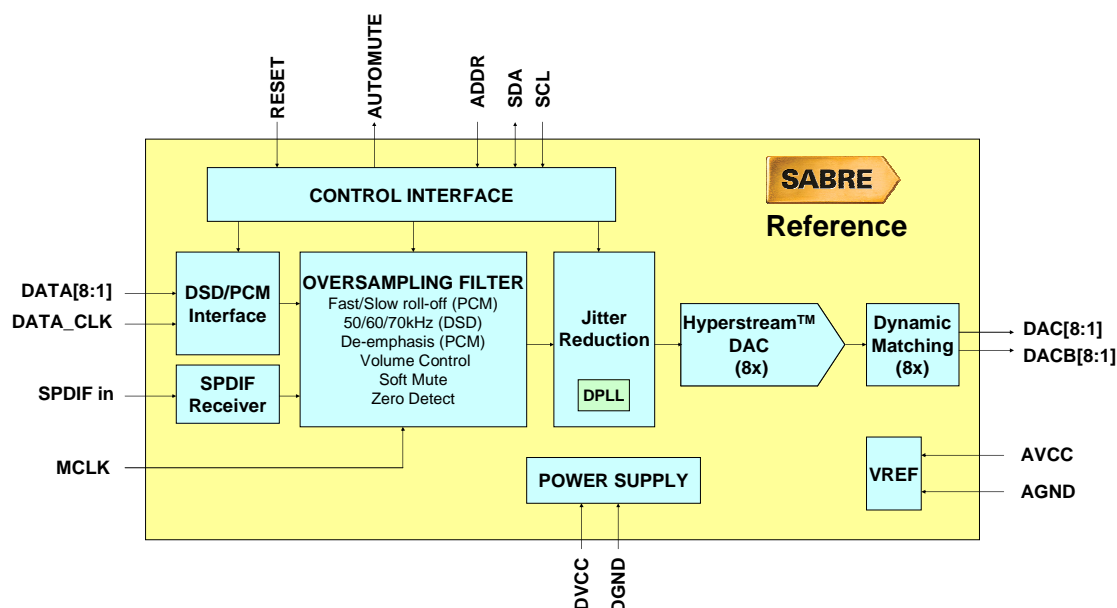 RESET
AUTOMUTE
ADDR
SDA
SCL
CONTROL INTERFACE
SABRE
Reference
DATA[8:1]
DATA_CLK
DSD/PCM
Interface
SPDIF in
SPDIF
Receiver
MCLK
OVERSAMPLING FILTER
Fast/Slow roll-off (PCM)
50/60/70kHz (DSD)
De-emphasis (PCM)
Volume Control
Soft Mute
Zero Detect
Jitter
Reduction
DPLL
Hyperstream™
DAC
(8x)
Dynamic
Matching
(8x)
DAC[8:1]
DACB[8:1]
POWER SUPPLY
VREF
AVCC
AGND
DVCC
DGND